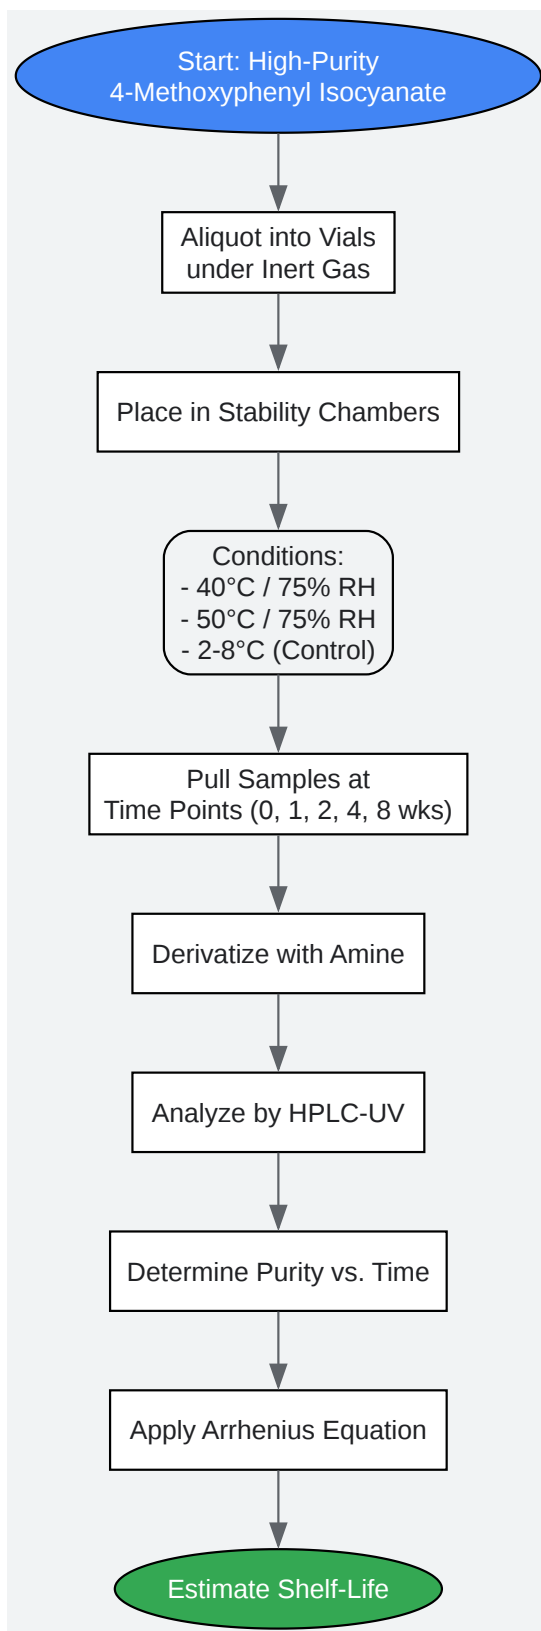 Start: High-Purity
4-Methoxyphenyl Isocyanate
Aliquot into Vials
under Inert Gas
Place in Stability Chambers
Conditions:
- 40°C / 75% RH
- 50°C / 75% RH
- 2-8°C (Control)
Pull Samples at
Time Points (0, 1, 2, 4, 8 wks)
Derivatize with Amine
Analyze by HPLC-UV
Determine Purity vs. Time
Apply Arrhenius Equation
Estimate Shelf-Life